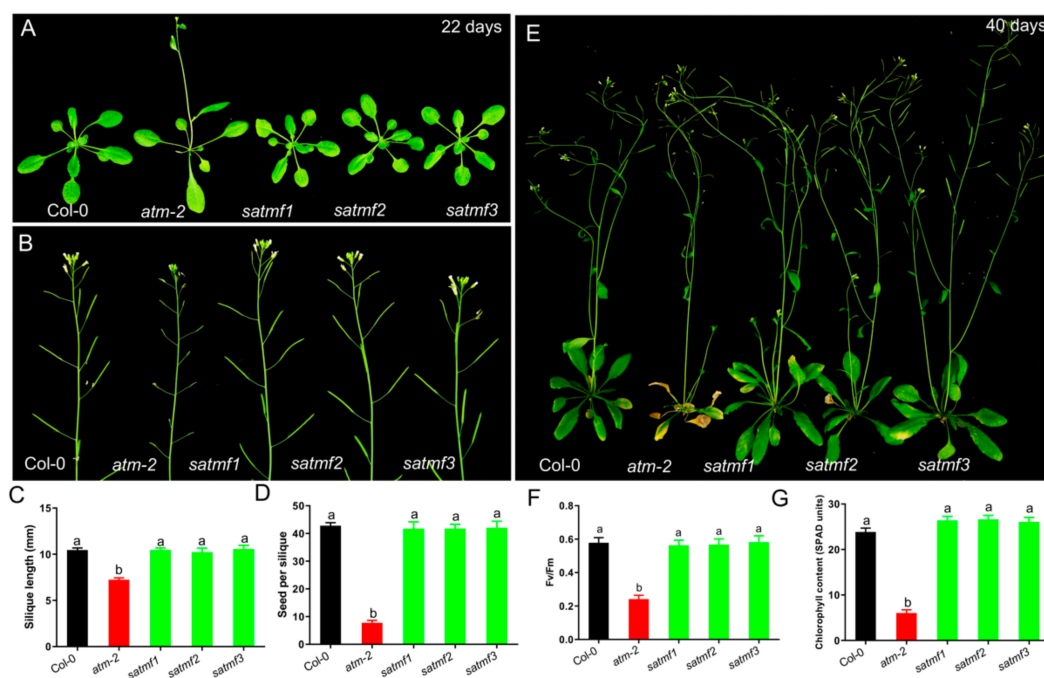 A
22 days
Col-0 atm-2 satmf1 satmf2 satmf3
B
Col-0 atm-2 satmf1 satmf2 satmf3
C
Silique length (mm)
15
10
5
0
a
b
a
a
a
Col-0
atm-2
satmf1
satmf2
satmf3
D
Seed per silique
50
40
30
20
10
0
a
b
a
a
a
Col-0
atm-2
satmf1
satmf2
satmf3
E
40 days
Col-0 atm-2 satmf1 satmf2 satmf3
F
Fv/Fm
0.8
0.6
0.4
0.2
0.0
a
b
a
a
a
Col-0
atm-2
satmf1
satmf2
satmf3
G
Chlorophyll content (SPAD units)
30
20
10
0
a
b
a
a
a
Col-0
atm-2
satmf1
satmf2
satmf3